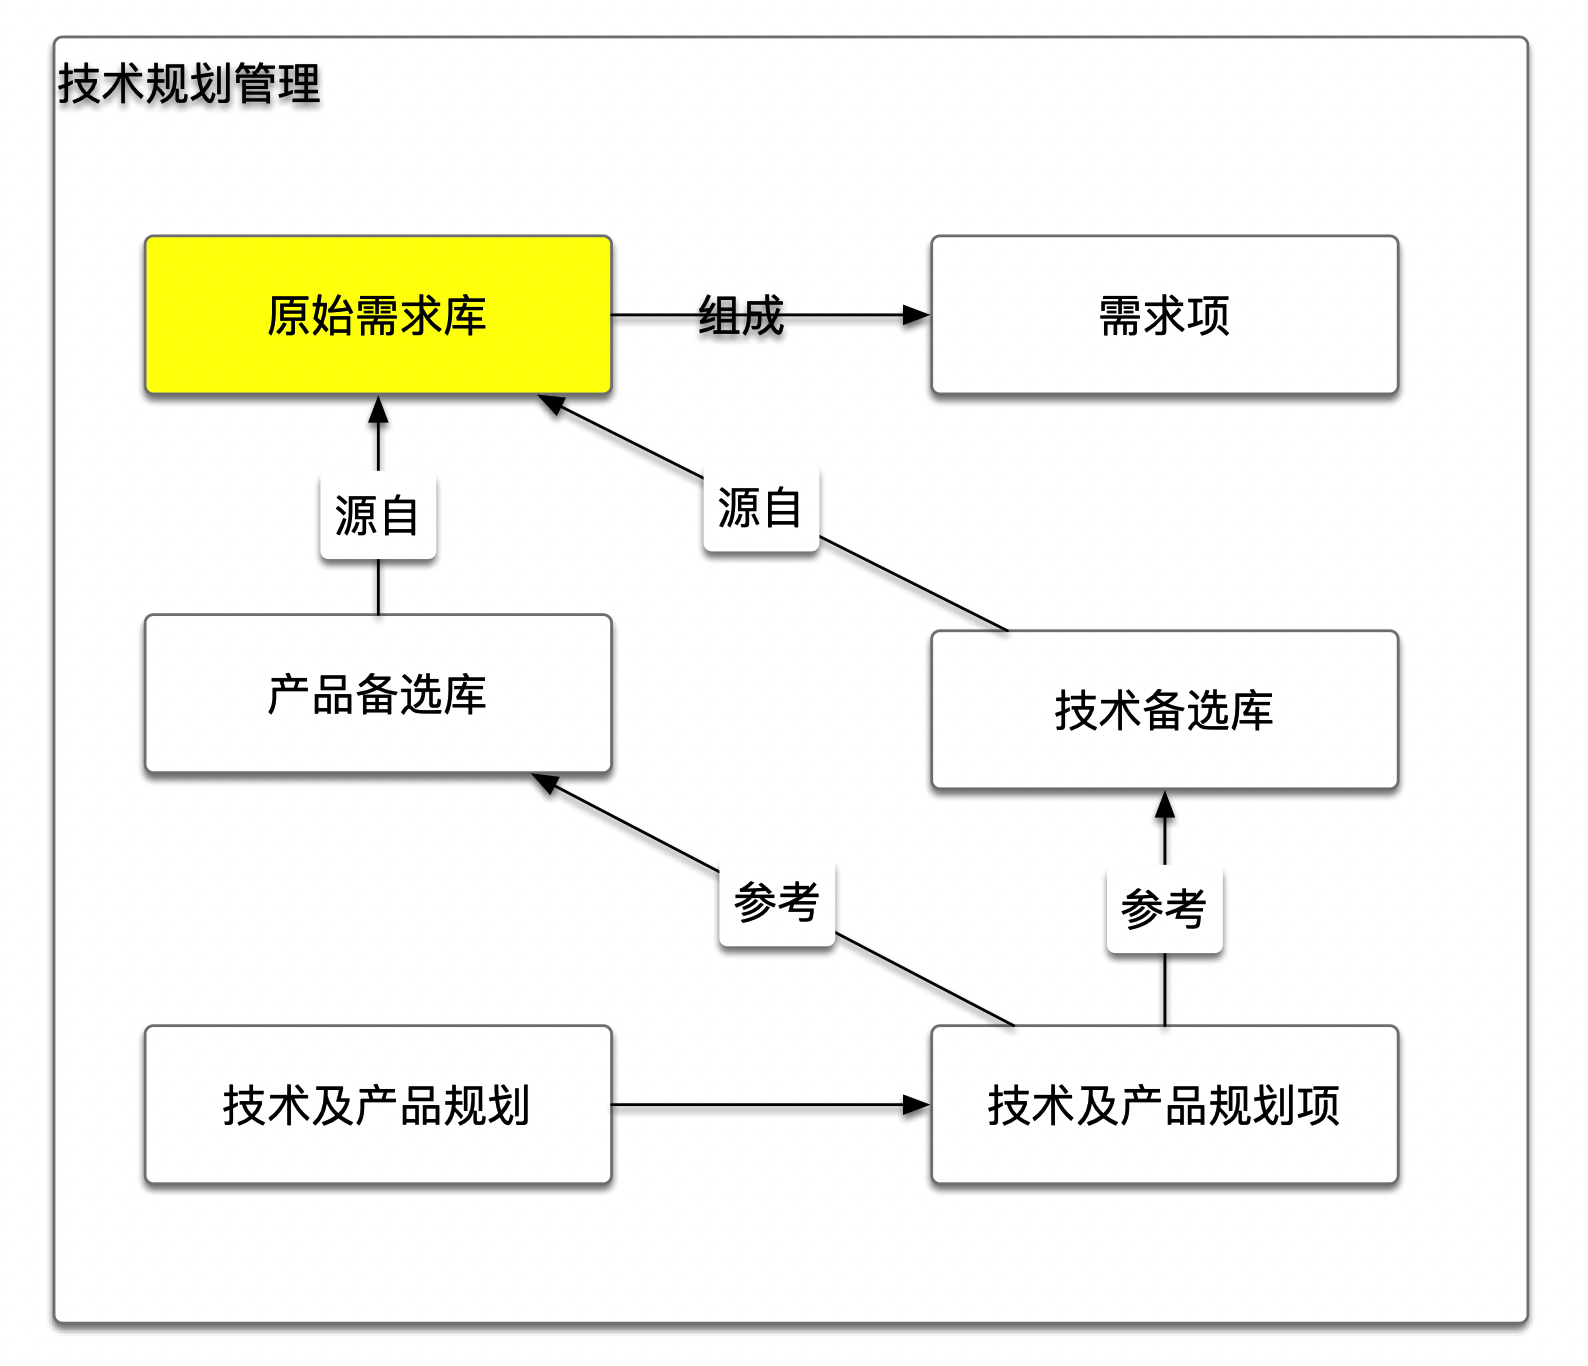 技术规划管理
原始需求库
组成
需求项
源自
源自
产品备选库
技术备选库
参考
参考
技术及产品规划
技术及产品规划项